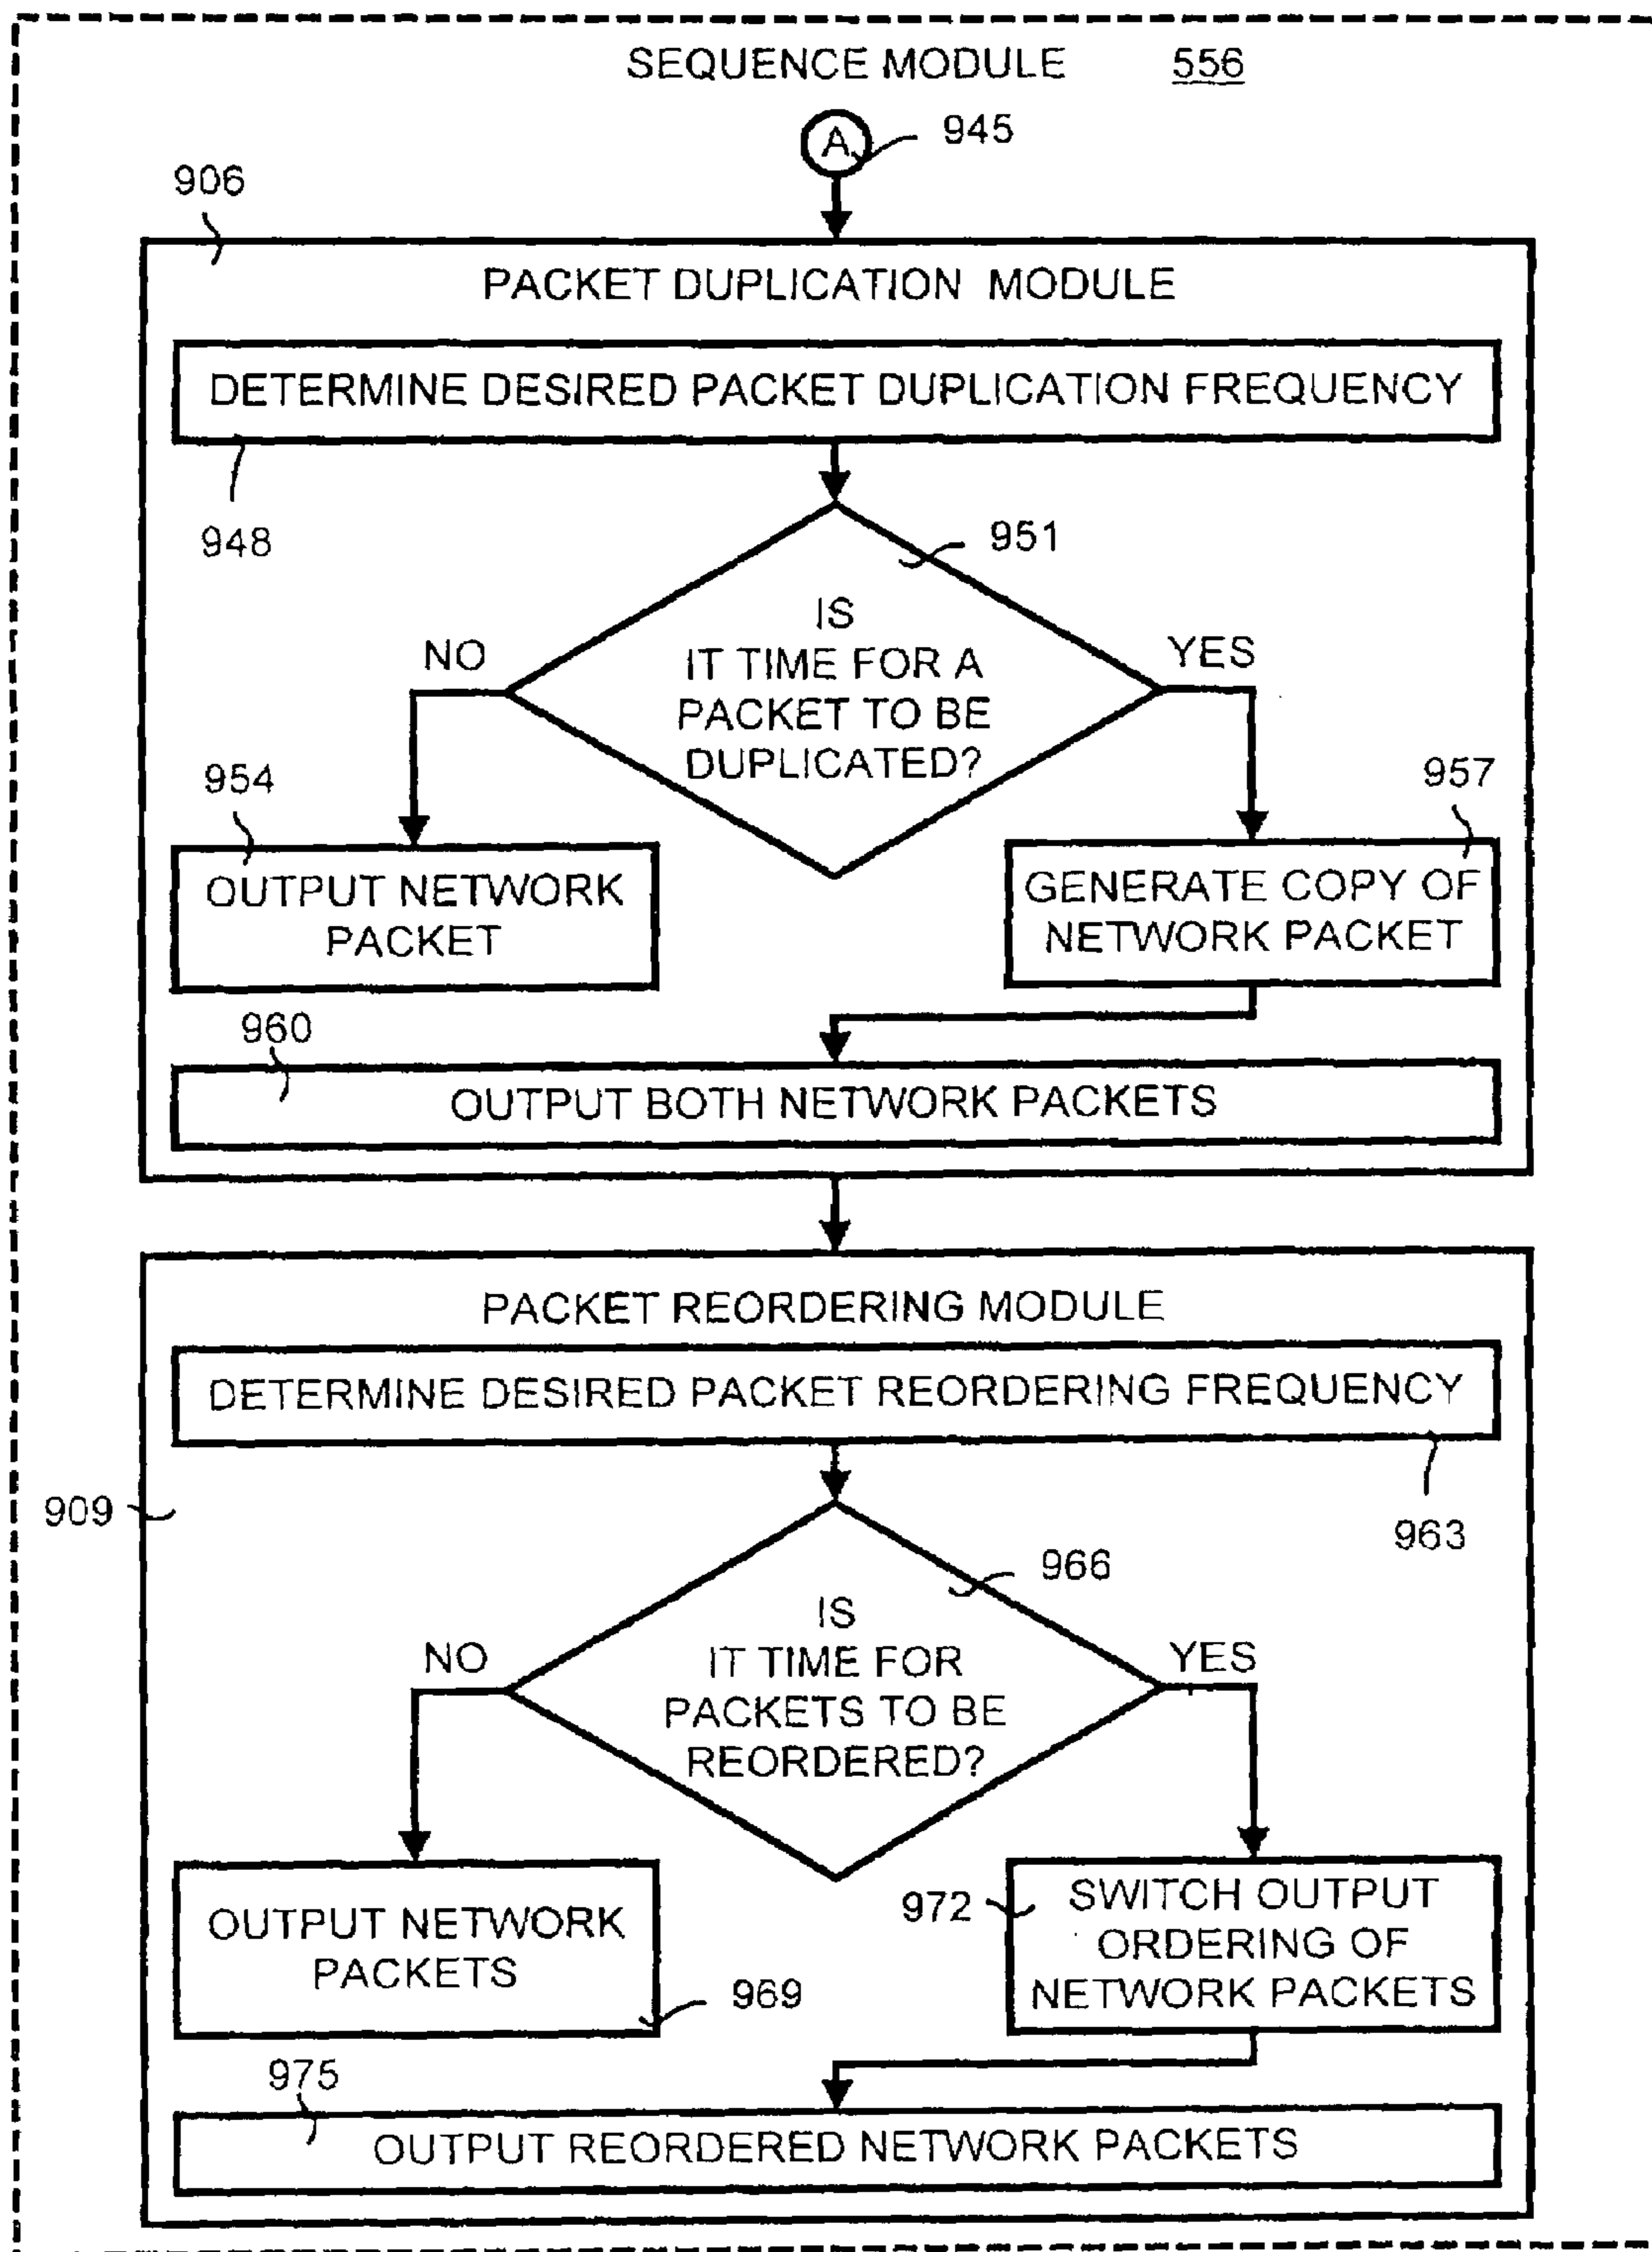 SEQUENCE MODULE 556
A 945
906
PACKET DUPLICATION MODULE
DETERMINE DESIRED PACKET DUPLICATION FREQUENCY
948
951
IS
IT TIME FOR A
PACKET TO BE
DUPLICATED?
NO
YES
954
957
OUTPUT NETWORK
PACKET
GENERATE COPY OF
NETWORK PACKET
960
OUTPUT BOTH NETWORK PACKETS
PACKET REORDERING MODULE
DETERMINE DESIRED PACKET REORDERING FREQUENCY
909
963
966
IS
IT TIME FOR
PACKETS TO BE
REORDERED?
NO
YES
OUTPUT NETWORK
PACKETS
969
972
SWITCH OUTPUT
ORDERING OF
NETWORK PACKETS
975
OUTPUT REORDERED NETWORK PACKETS